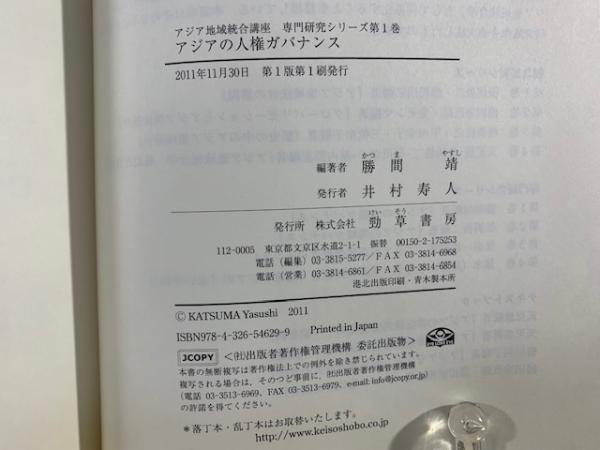 アジア地域統合講座　専門研究シリーズ第1巻
アジアの人権ガバナンス
2011年11月30日　第1版第1刷発行
かつ　ま　やすし
編著者　勝間　靖
発行者　井村寿人
けい　そう
発行所　株式会社　勁草書房
112-0005　東京都文京区水道2-1-1　振替　00150-2-175253
電話（編集）03-3815-5277／FAX 03-3814-6968
電話（営業）03-3814-6861／FAX 03-3814-6854
港北出版印刷・青木製本所
Ⓒ KATSUMA Yasushi　2011
ISBN978-4-326-54629-9　Printed in Japan
JCOPY　＜㈳出版者著作権管理機構　委託出版物＞
本書の無断複写は著作権法上での例外を除き禁じられています。
複写される場合は、そのつど事前に、㈳出版者著作権管理機構
（電話 03-3513-6969、FAX 03-3513-6979、e-mail: info@jcopy.or.jp）
の許諾を得てください。
＊落丁本・乱丁本はお取替いたします。
http://www.keisoshobo.co.jp